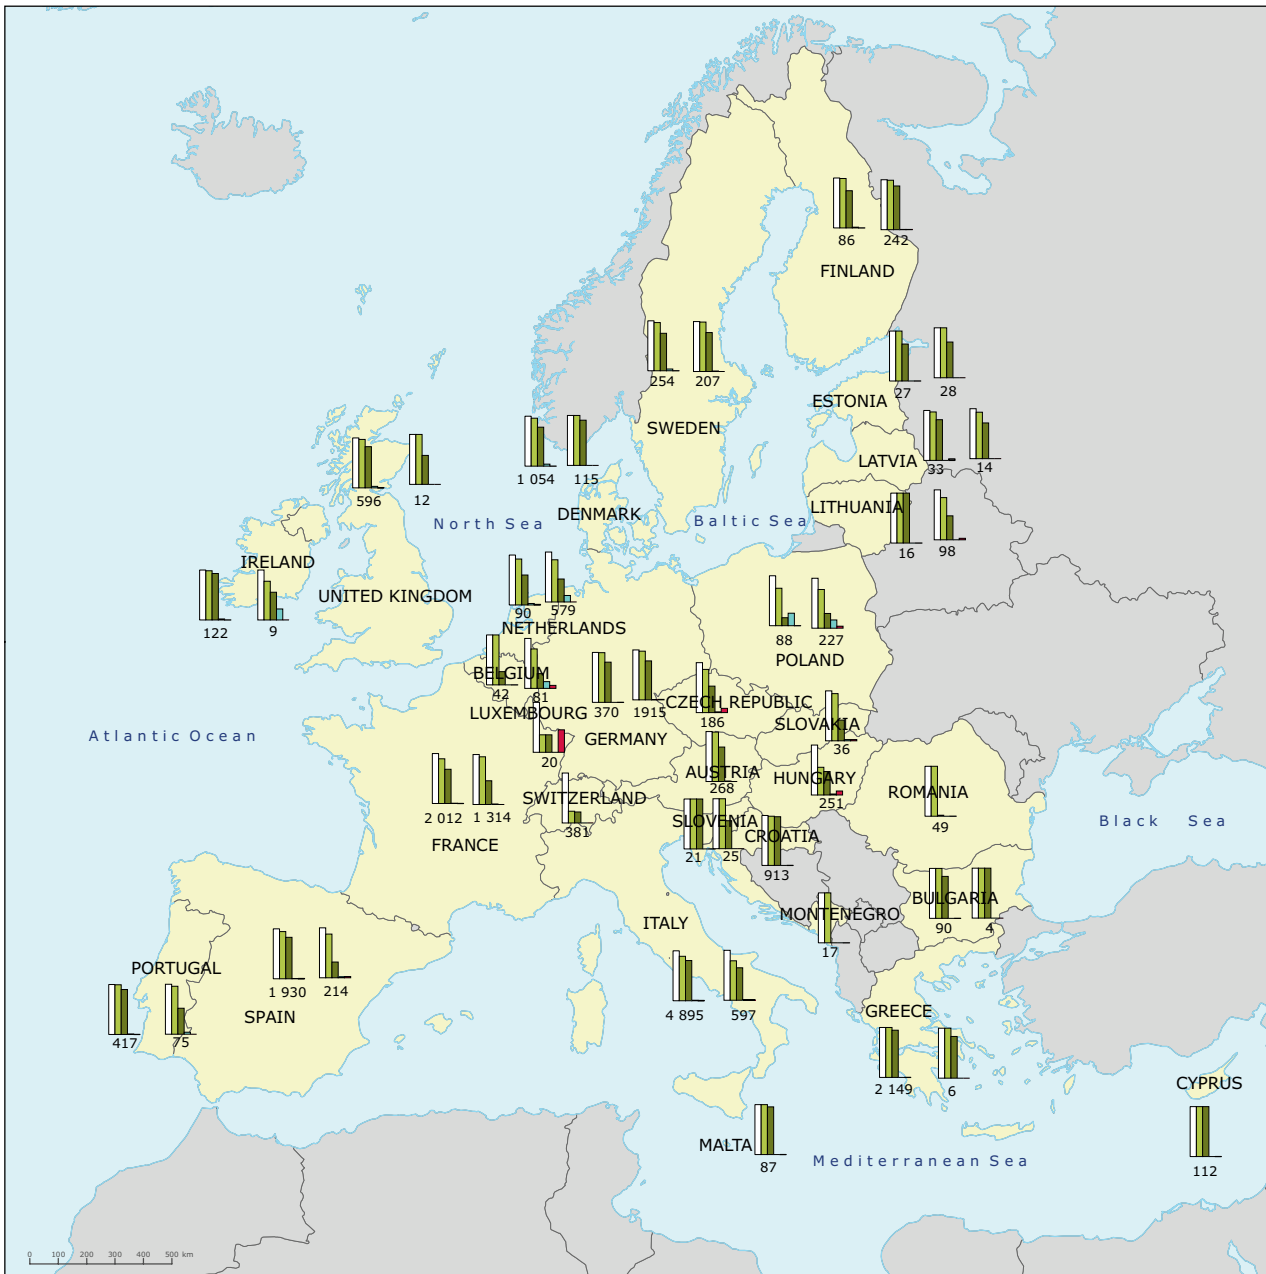 86
242
FINLAND
254
207
27
28
ESTONIA
SWEDEN
33
14
LATVIA
1 054
115
596
12
LITHUANIA
DENMARK
North Sea
Baltic Sea
16
98
IRELAND
UNITED KINGDOM
122
9
90
579
NETHERLANDS
88
227
POLAND
BELGIUM
42
81
CZECH REPUBLIC
LUXEMBOURG
370
1915
186
SLOVAKIA
36
Atlantic Ocean
GERMANY
20
AUSTRIA
268
HUNGARY
251
ROMANIA
49
SWITZERLAND
381
2 012
1 314
FRANCE
SLOVENIA
21
25
CROATIA
913
Black Sea
BULGARIA
90
4
MONTENEGRO
17
ITALY
PORTUGAL
417
75
1 930
214
SPAIN
4 895
597
GREECE
2 149
6
CYPRUS
112
MALTA
87
Mediterranean Sea
0 100 200 300 400 500 km